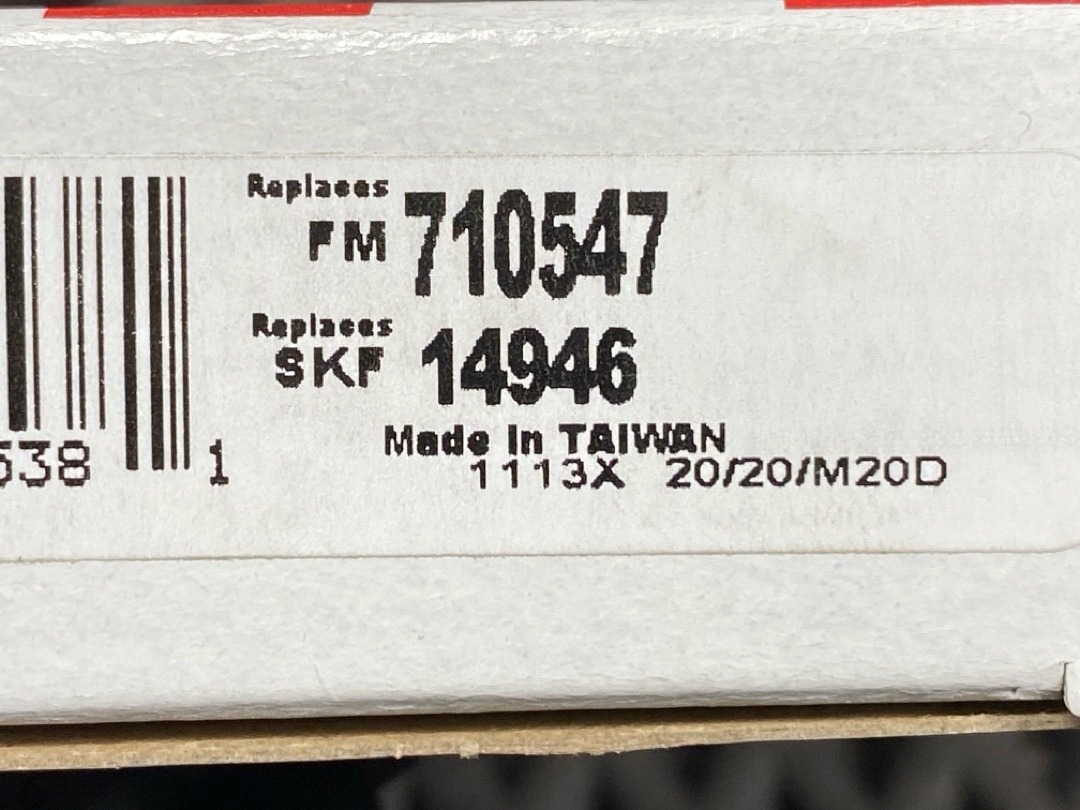 Replaces
FM 710547
Replaces
SKF 14946
Made In TAIWAN
1113X 20/20/M20D
538 1